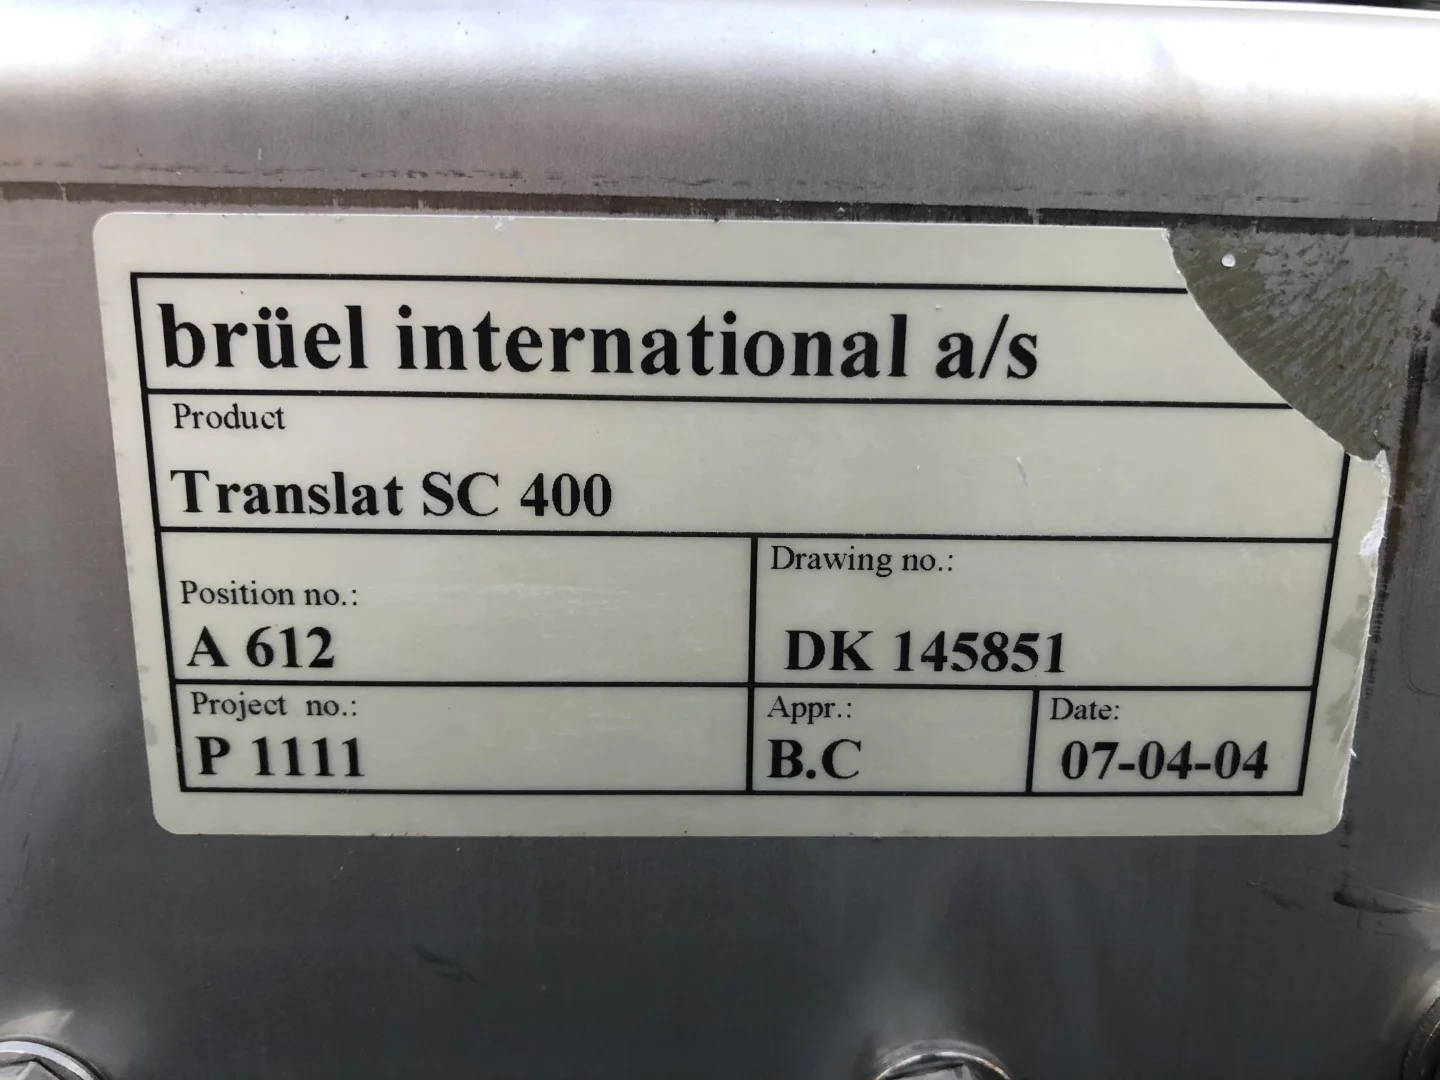 brüel international a/s
Product
Translat SC 400
Position no.:
A 612
Drawing no.:
DK 145851
Project no.:
P 1111
Appr.:
B.C
Date:
07-04-04